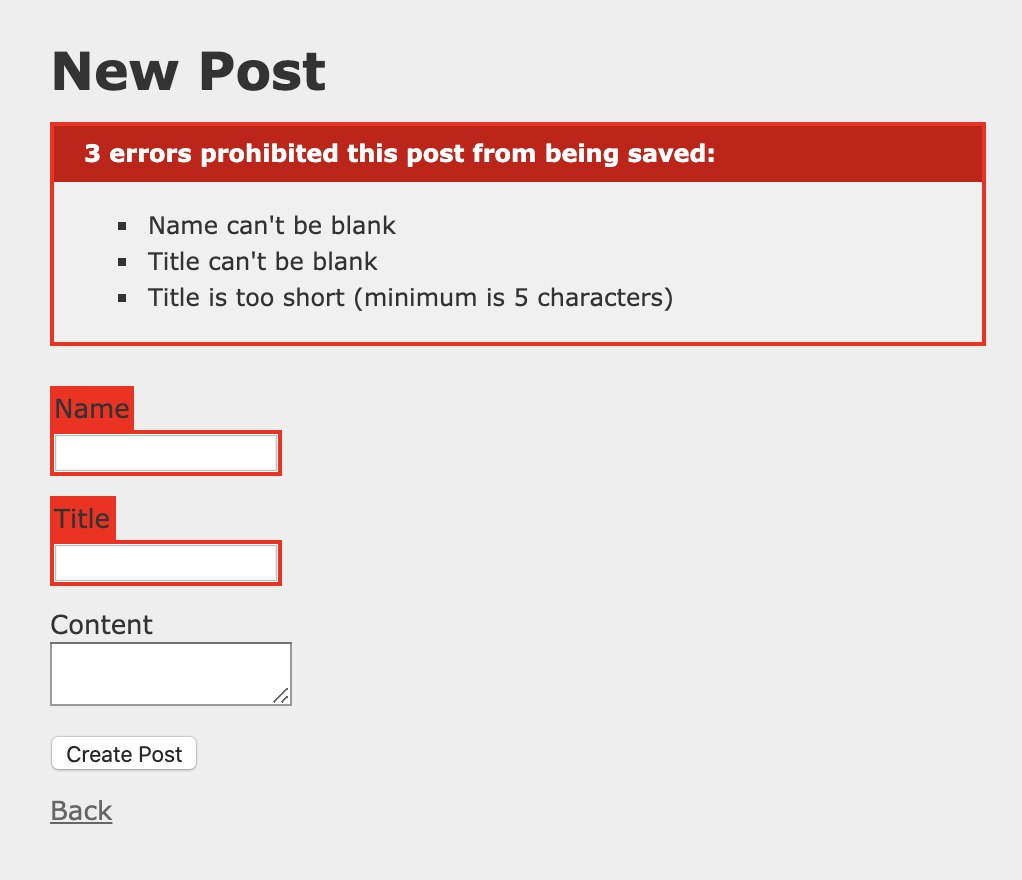 New Post
3 errors prohibited this post from being saved:
Name can't be blank
Title can't be blank
Title is too short (minimum is 5 characters)
Name
Title
Content
Create Post
Back